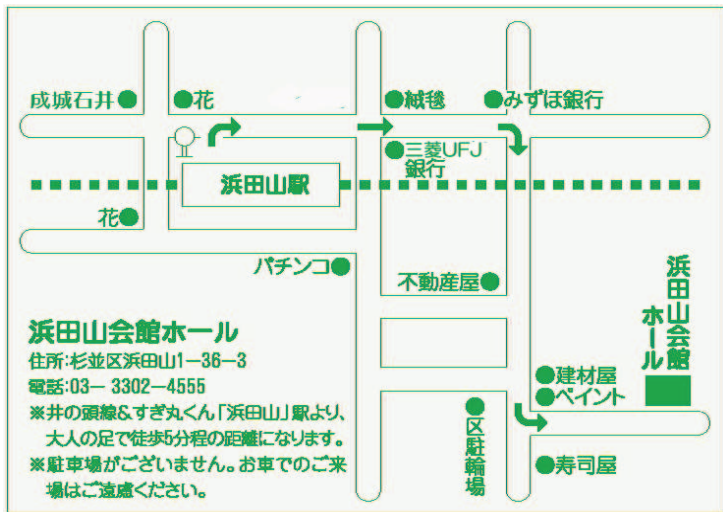 成城石井
花
絨毯
みずほ銀行
三菱UFJ
銀行
浜田山駅
花
パチンコ
不動産屋
浜田山会館
ホール
建材屋
ペイント
区駐輪場
寿司屋
浜田山会館ホール
住所:杉並区浜田山1-36-3
電話:03- 3302-4555
※井の頭線&すぎ丸くん「浜田山」駅より、
大人の足で徒歩5分程の距離になります。
※駐車場がございません。お車でのご来
場はご遠慮ください。